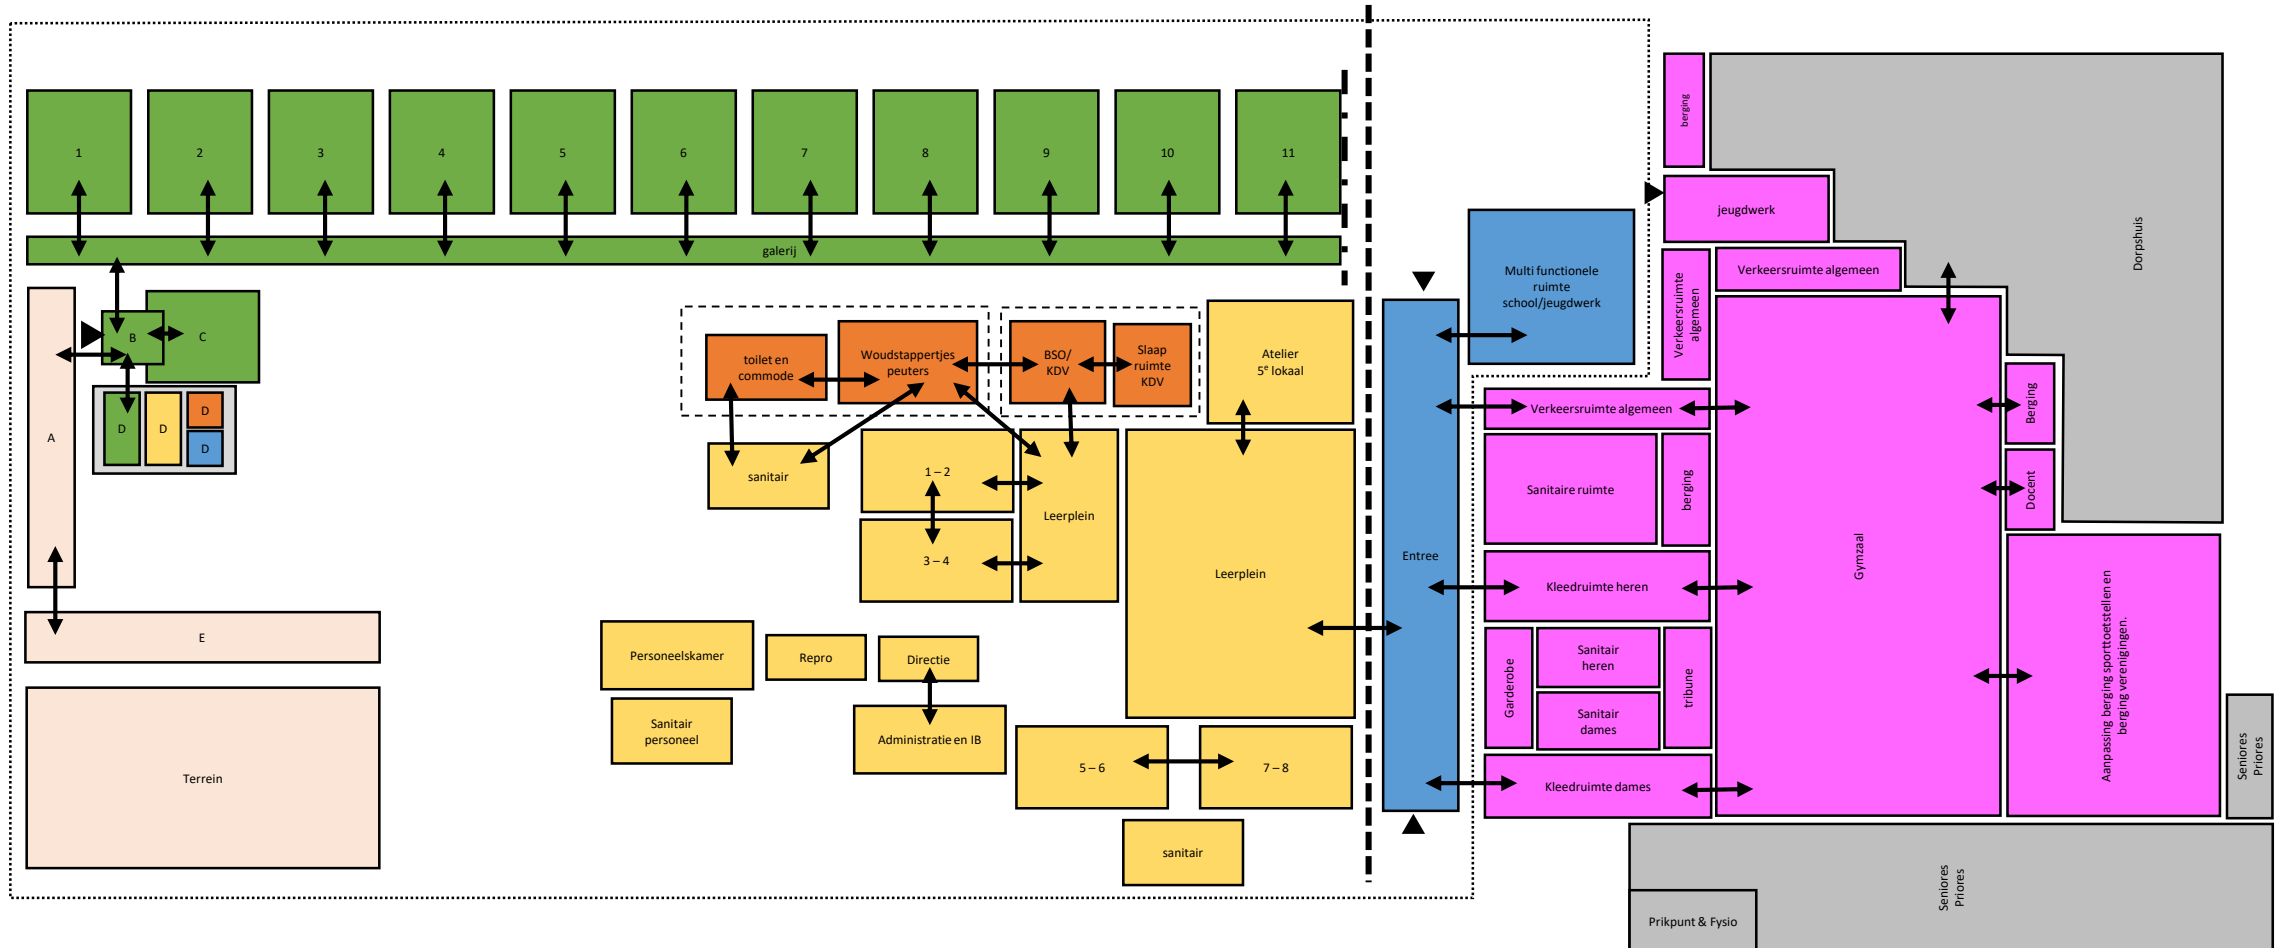 1
2
3
4
5
6
7
8
9
10
11
galerij
A
B
C
D
D
D
D
E
Terrein
toilet en
commode
Woudstappertjes
peuters
BSO/
KDV
Slaap
ruimte
KDV
Atelier
5e lokaal
sanitair
1 – 2
3 – 4
Leerplein
Leerplein
Personeelskamer
Repro
Directie
Sanitair
personeel
Administratie en IB
5 – 6
7 – 8
sanitair
Entree
Multi functionele
ruimte
school/jeugdwerk
berging
jeugdwerk
Verkeersruimte
algemeen
Verkeersruimte algemeen
Dorpshuis
Verkeersruimte algemeen
Sanitaire ruimte
berging
Kleedruimte heren
Garderobe
Sanitair
heren
Sanitair
dames
tribune
Kleedruimte dames
Gymzaal
Berging
Docent
Aanpassing berging sporttoetstellen en
berging verenigingen.
Seniores
Priores
Seniores
Priores
Prikpunt & Fysio